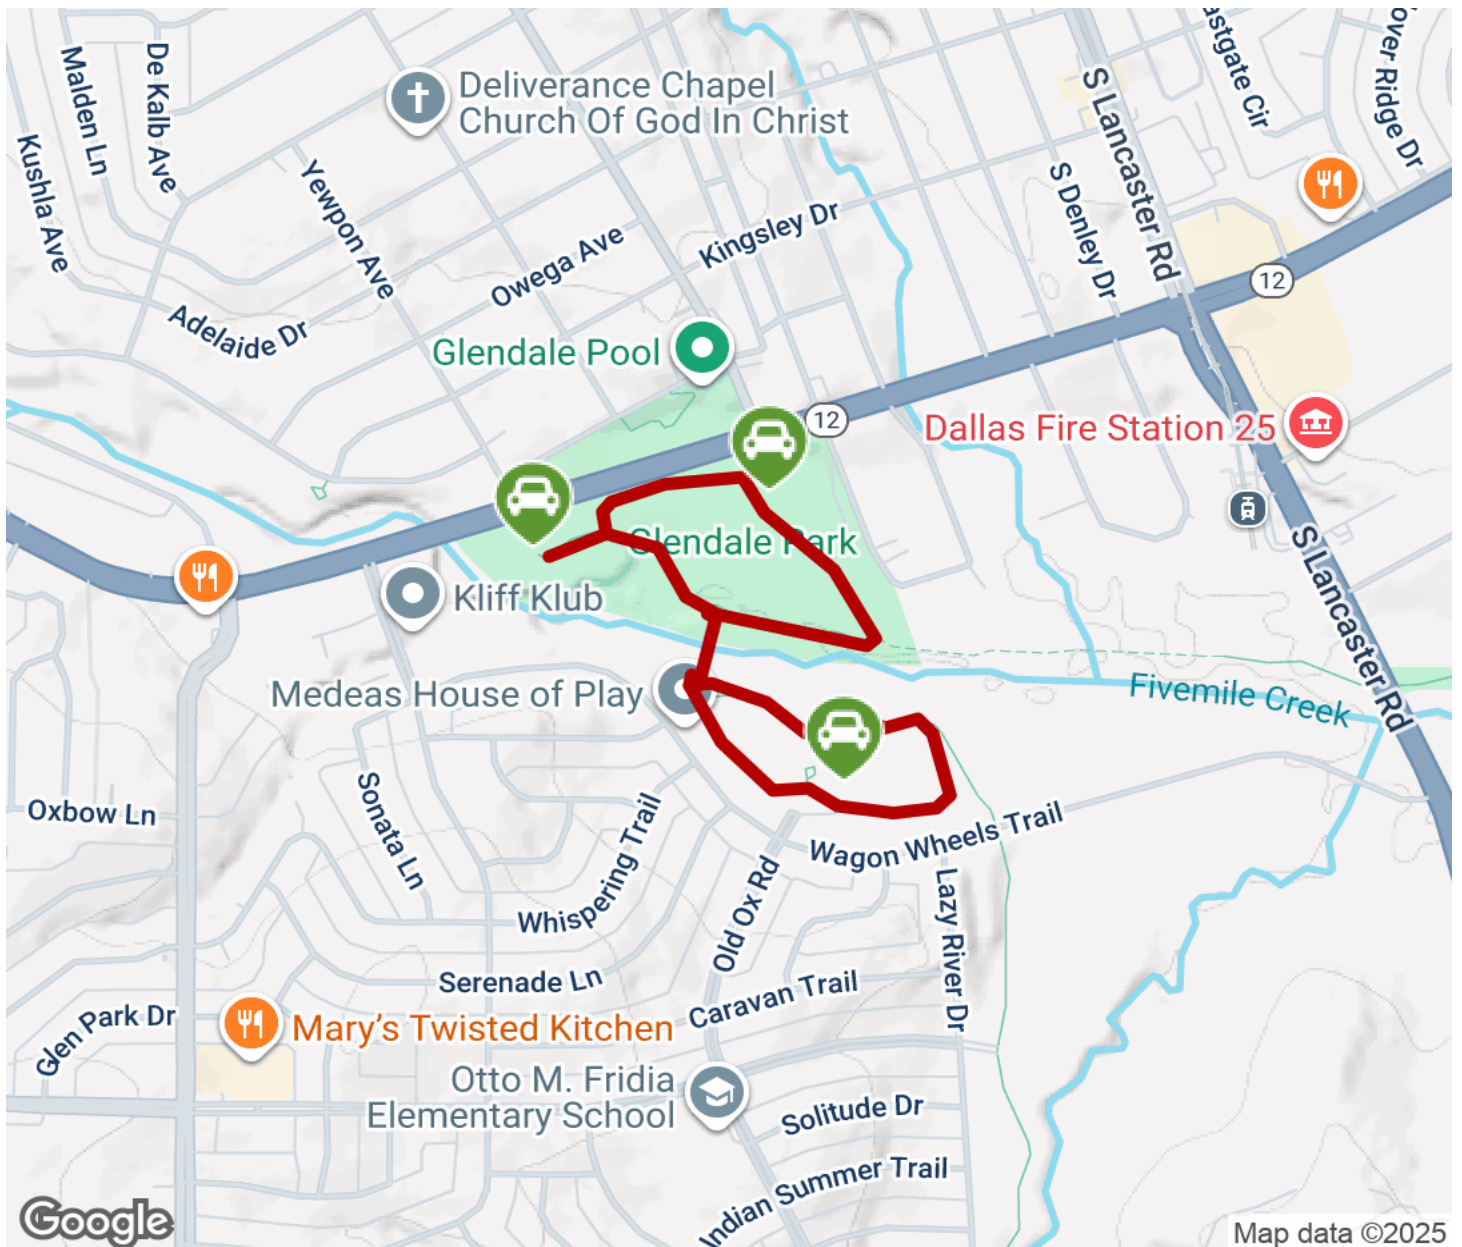 De Kalb Ave
Malden Ln
Kushla Ave
Deliverance Chapel
Church Of God In Christ
Yewpon Ave
Owega Ave
Kingsley Dr
Adelaide Dr
S Lancaster Rd
S Denley Dr
12
Glendale Pool
12
Dallas Fire Station 25
Glendale Park
Kliff Klub
S Lancaster Rd
Medeas House of Play
Fivemile Creek
Oxbow Ln
Sonata Ln
Whispering Trail
Wagon Wheels Trail
Old Ox Rd
Lazy River Dr
Serenade Ln
Caravan Trail
Glen Park Dr
Mary's Twisted Kitchen
Otto M. Fridia
Elementary School
Solitude Dr
Indian Summer Trail
Google
Map data ©2025